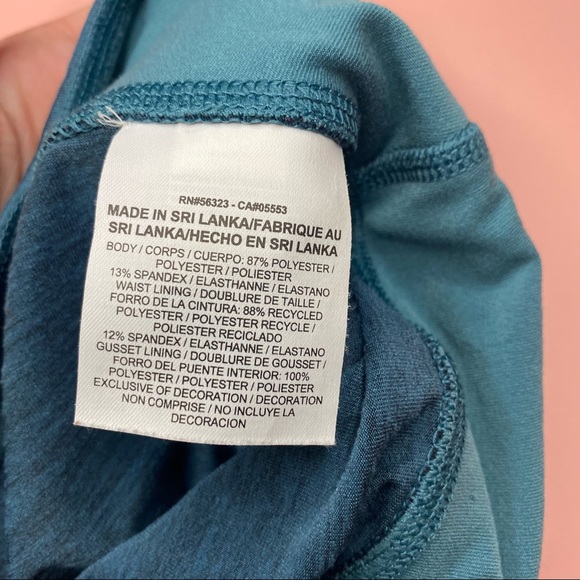 RN#56323 - CA#05553
MADE IN SRI LANKA/FABRIQUE AU
SRI LANKA/HECHO EN SRI LANKA
BODY / CORPS / CUERPO: 87% POLYESTER /
POLYESTER / POLIESTER
13% SPANDEX / ELASTHANNE / ELASTANO
WAIST LINING / DOUBLURE DE TAILLE /
FORRO DE LA CINTURA: 88% RECYCLED
POLYESTER / POLYESTER RECYCLE /
POLIESTER RECICLADO
12% SPANDEX / ELASTHANNE / ELASTANO
GUSSET LINING / DOUBLURE DE GOUSSET /
FORRO DEL PUENTE INTERIOR: 100%
POLYESTER / POLYESTER / POLIESTER
EXCLUSIVE OF DECORATION / DECORATION
NON COMPRISE / NO INCLUYE LA
DECORACION